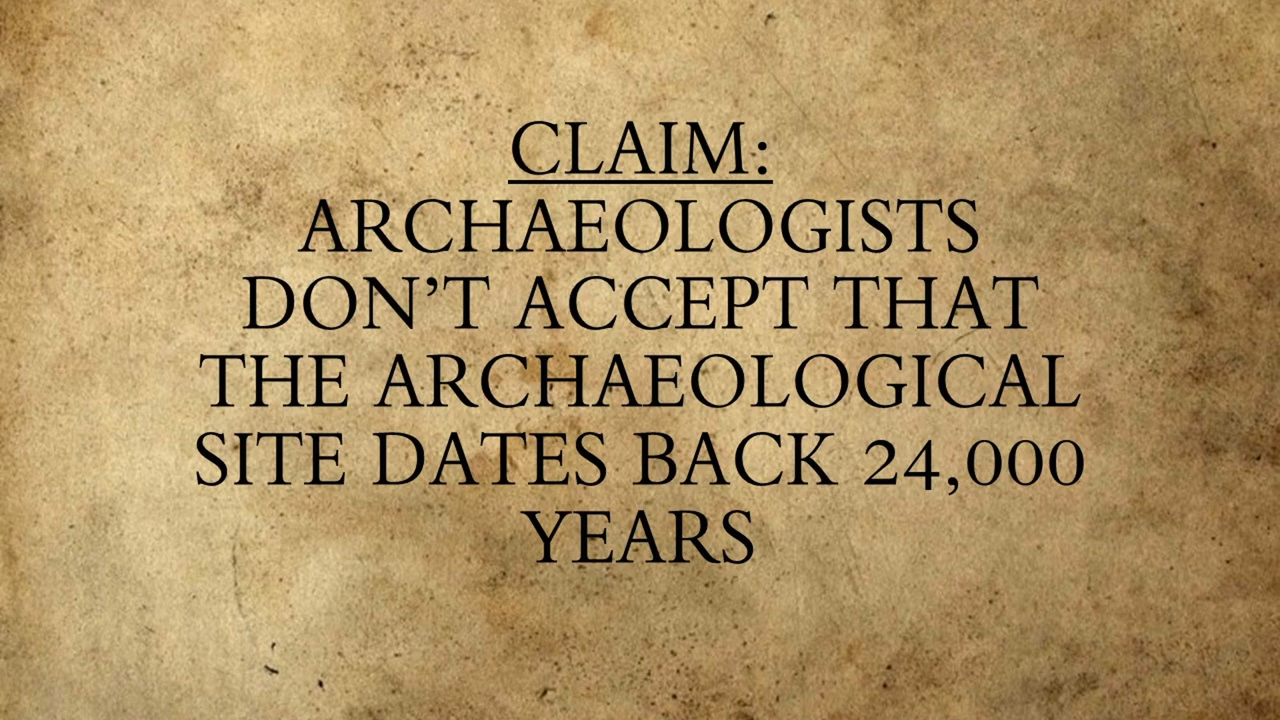 CLAIM:
ARCHAEOLOGISTS
DON’T ACCEPT THAT
THE ARCHAEOLOGICAL
SITE DATES BACK 24,000
YEARS